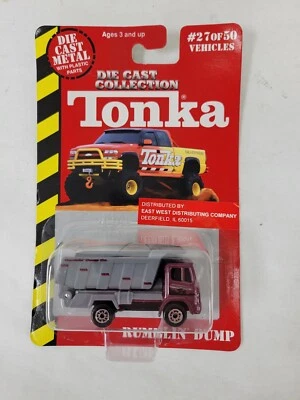 DIE
CAST
METAL
WITH PLASTIC
PARTS
Ages 3 and up
#27 OF 50
VEHICLES
DIE CAST
COLLECTION
Tonka®
Tonka
DISTRIBUTED BY
EAST WEST DISTRIBUTING COMPANY
DEERFIELD, IL 60015
RUMBLIN' DUMP